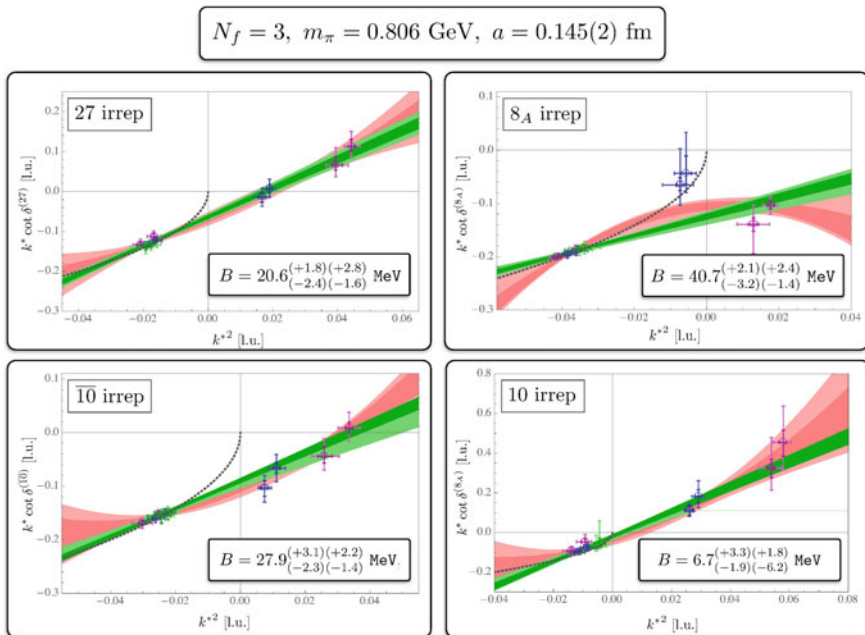 N_f = 3, m_π = 0.806 GeV, a = 0.145(2) fm
27 irrep
k* cot δ^(27) [l.u.]
0.2
0.1
0.0
−0.1
−0.2
−0.3
B = 20.6 (+1.8)(+2.8) (−2.4)(−1.6) MeV
−0.04 −0.02 0.00 0.02 0.04 0.06
k*² [l.u.]
8_A irrep
k* cot δ^(8_A) [l.u.]
0.1
0.0
−0.1
−0.2
−0.3
B = 40.7 (+2.1)(+2.4) (−3.2)(−1.4) MeV
−0.06 −0.04 −0.02 0.00 0.02 0.04
k*² [l.u.]
10̅ irrep
k* cot δ^(10̅) [l.u.]
0.1
0.0
−0.1
−0.2
−0.3
B = 27.9 (+3.1)(+2.2) (−2.3)(−1.4) MeV
−0.04 −0.02 0.00 0.02 0.04
k*² [l.u.]
10 irrep
k* cot δ^(8_A) [l.u.]
0.8
0.6
0.4
0.2
0.0
−0.2
B = 6.7 (+3.3)(+1.8) (−1.9)(−6.2) MeV
−0.04 −0.02 0.00 0.02 0.04 0.06 0.08
k*² [l.u.]